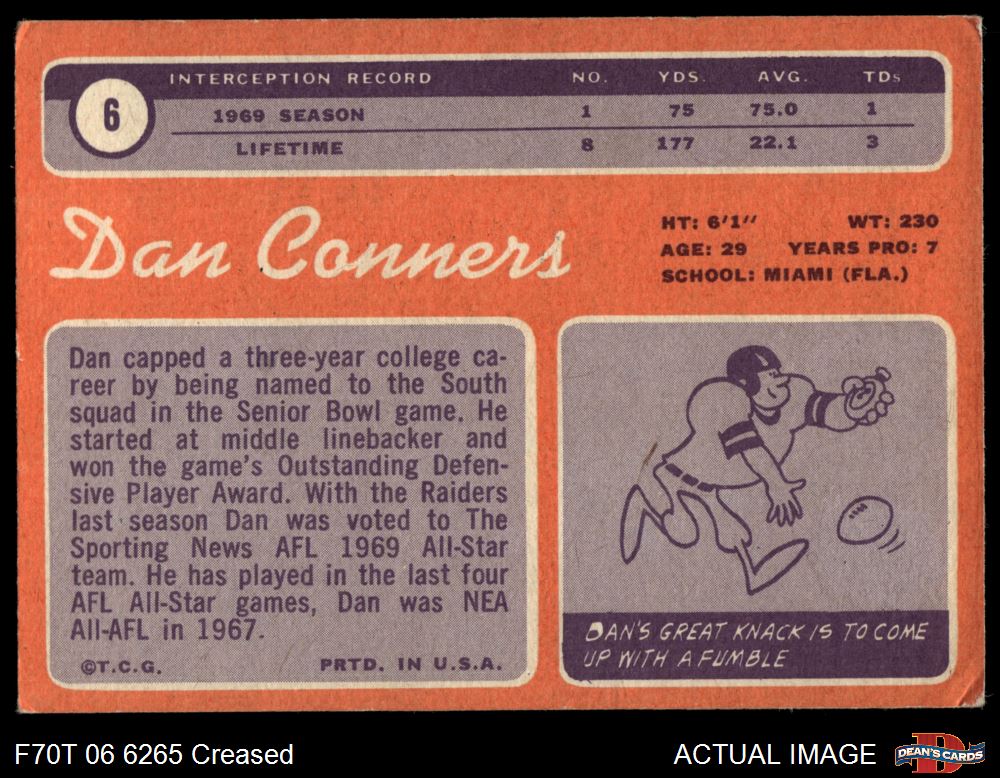 INTERCEPTION RECORD NO. YDS. AVG. TDs
6
1969 SEASON 1 75 75.0 1
LIFETIME 8 177 22.1 3
Dan Conners
HT: 6'1" WT: 230
AGE: 29 YEARS PRO: 7
SCHOOL: MIAMI (FLA.)
Dan capped a three-year college ca-
reer by being named to the South
squad in the Senior Bowl game. He
started at middle linebacker and
won the game's Outstanding Defen-
sive Player Award. With the Raiders
last season Dan was voted to The
Sporting News AFL 1969 All-Star
team. He has played in the last four
AFL All-Star games, Dan was NEA
All-AFL in 1967.
©T.C.G. PRTD. IN U.S.A.
DAN'S GREAT KNACK IS TO COME
UP WITH A FUMBLE
F70T 06 6265 Creased
ACTUAL IMAGE
DEAN'S CARDS